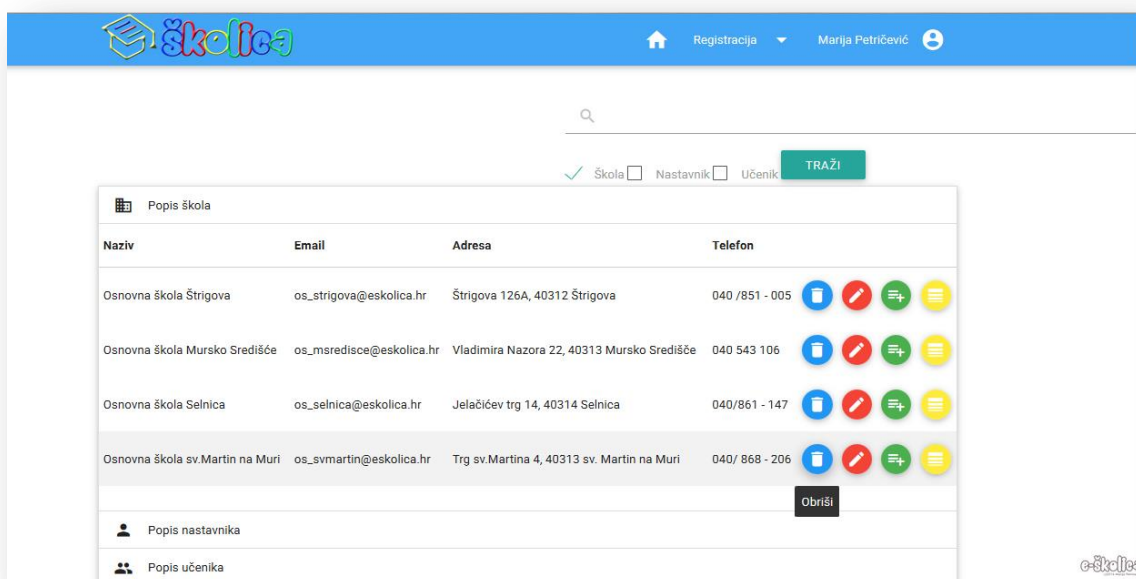 školica
Registracija Marija Petričević
Škola Nastavnik Učenik TRAŽI
Popis škola
Naziv Email Adresa Telefon
Osnovna škola Štrigova os_strigova@eskolica.hr Štrigova 126A, 40312 Štrigova 040 /851 - 005
Osnovna škola Mursko Središće os_msredisce@eskolica.hr Vladimira Nazora 22, 40313 Mursko Središče 040 543 106
Osnovna škola Selnica os_selnica@eskolica.hr Jelačićev trg 14, 40314 Selnica 040/861 - 147
Osnovna škola sv.Martin na Muri os_svmartin@eskolica.hr Trg sv.Martina 4, 40313 sv. Martin na Muri 040/ 868 - 206
Obriši
Popis nastavnika
Popis učenika
e-školica